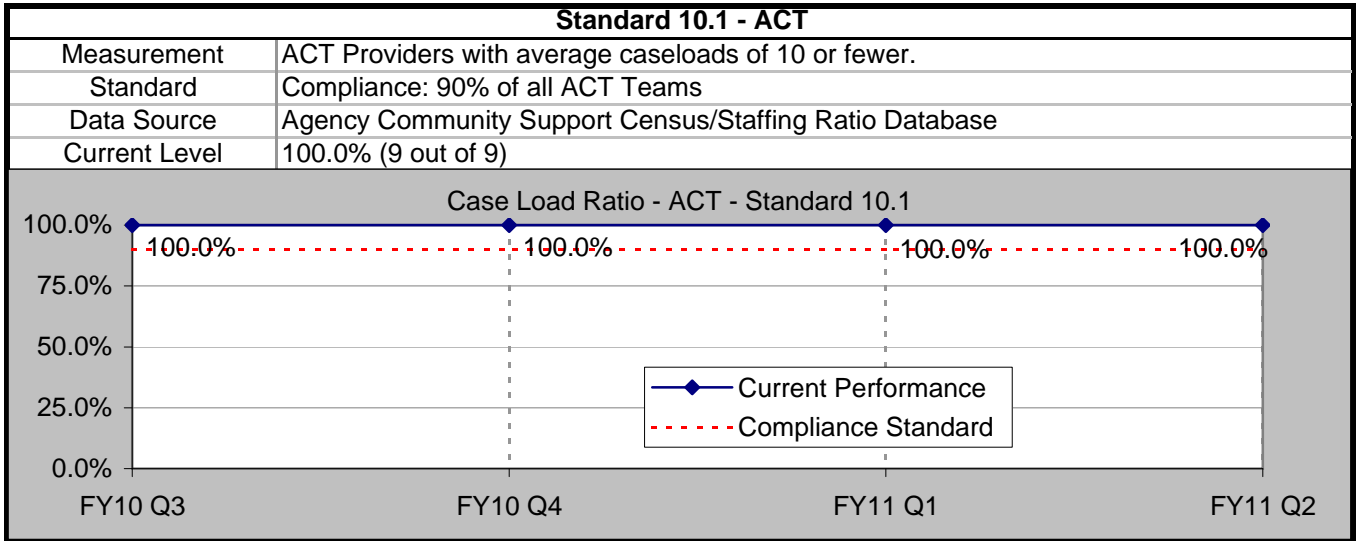 Standard 10.1 - ACT
Measurement ACT Providers with average caseloads of 10 or fewer.
Standard Compliance: 90% of all ACT Teams
Data Source Agency Community Support Census/Staffing Ratio Database
Current Level 100.0% (9 out of 9)
Case Load Ratio - ACT - Standard 10.1
100.0%
100.0% 100.0% 100.0% 100.0%
75.0%
50.0%
Current Performance
25.0%
Compliance Standard
0.0%
FY10 Q3 FY10 Q4 FY11 Q1 FY11 Q2